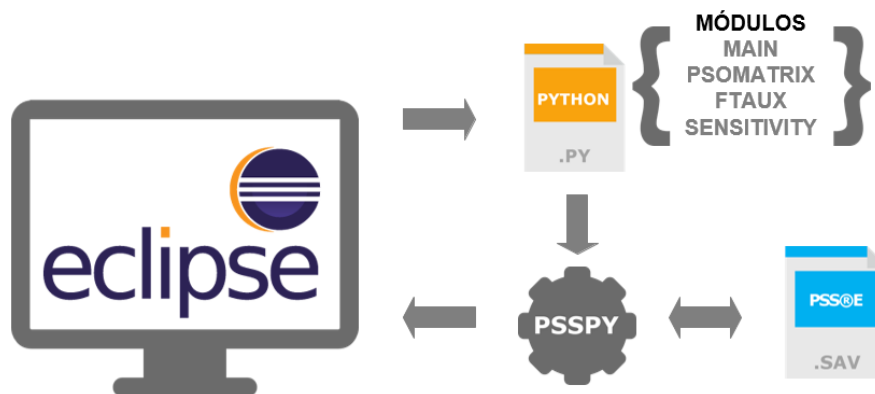 eclipse
PYTHON
.PY
MÓDULOS
MAIN
PSOMATRIX
FTAUX
SENSITIVITY
PSSPY
PSS®E
.SAV